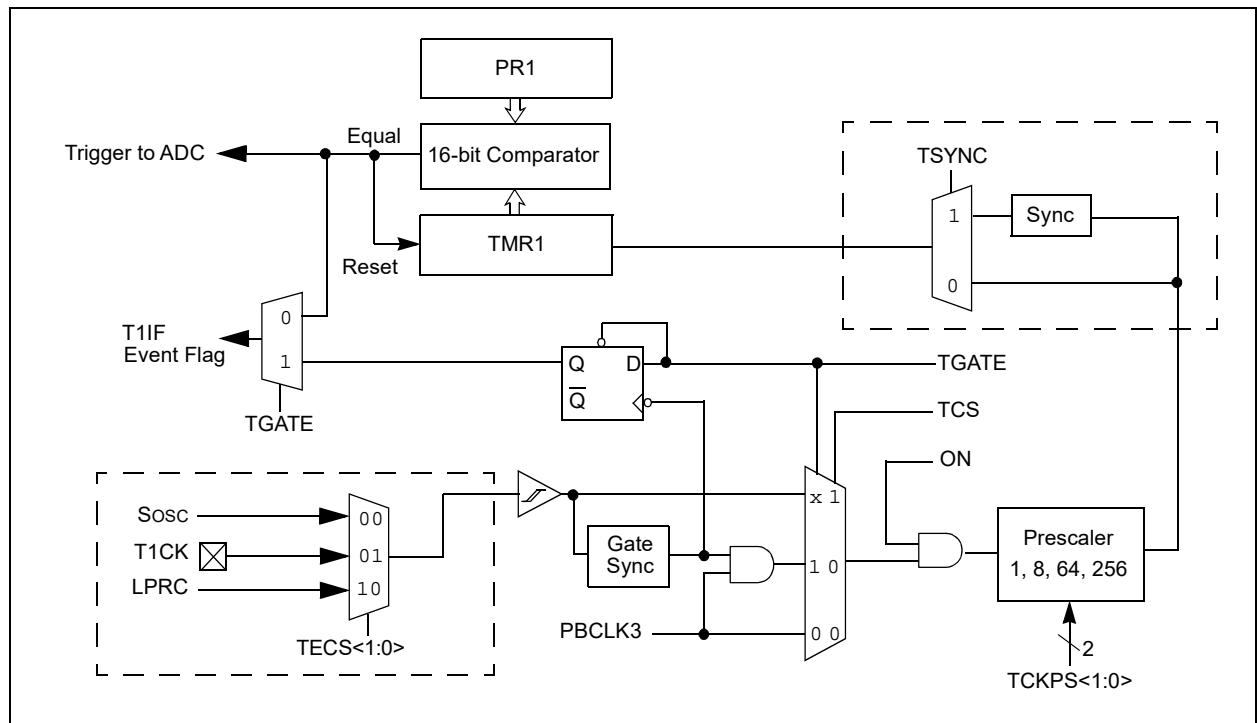 PR1
Equal
Trigger to ADC
16-bit Comparator
TSYNC
1
Sync
TMR1
Reset
0
T1IF
Event Flag
0
1
Q
D
Q̅
TGATE
TGATE
TCS
ON
x 1
SOSC
00
T1CK
01
LPRC
10
Gate
Sync
1 0
Prescaler
1, 8, 64, 256
PBCLK3
0 0
TECS<1:0>
2
TCKPS<1:0>